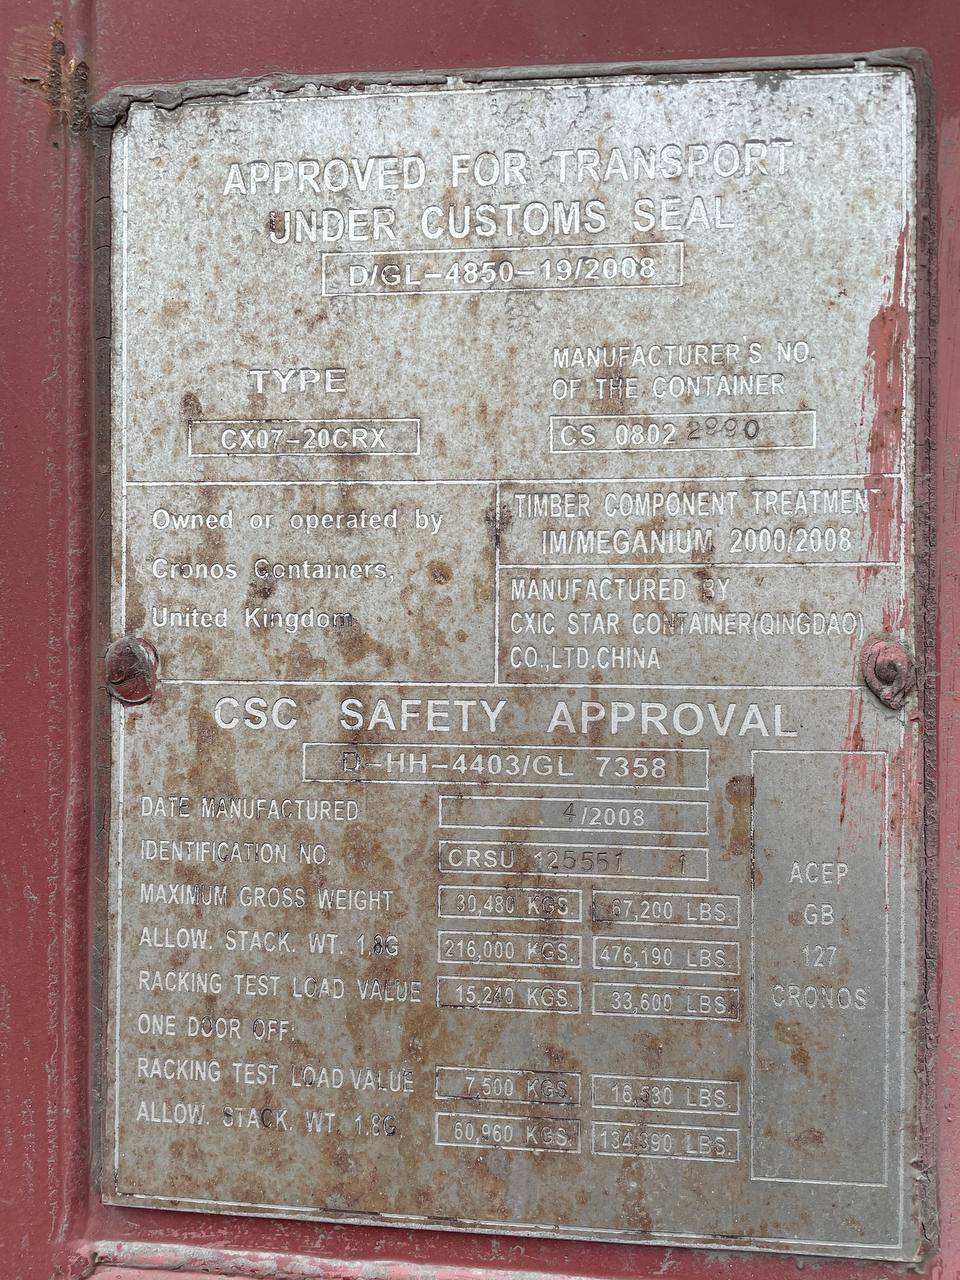 APPROVED FOR TRANSPORT
UNDER CUSTOMS SEAL
D/GL-4850-19/2008
TYPE
CX07-20CRX
MANUFACTURER'S NO.
OF THE CONTAINER
CS 0802 2990
Owned or operated by
Cronos Containers,
United Kingdom
TIMBER COMPONENT TREATMENT
IM/MEGANIUM 2000/2008
MANUFACTURED BY
CXIC STAR CONTAINER(QINGDAO)
CO.,LTD.CHINA
CSC SAFETY APPROVAL
D-HH-4403/GL 7358
DATE MANUFACTURED 4/2008
IDENTIFICATION NO. CRSU 125551 1
MAXIMUM GROSS WEIGHT 30,480 KGS. 67,200 LBS.
ALLOW. STACK. WT. 1.8G 216,000 KGS. 476,190 LBS.
RACKING TEST LOAD VALUE 15,240 KGS. 33,600 LBS.
ONE DOOR OFF:
RACKING TEST LOAD VALUE 7,500 KGS. 16,530 LBS.
ALLOW. STACK. WT. 1.8G. 60,960 KGS. 134,390 LBS.
ACEP
GB
127
CRONOS